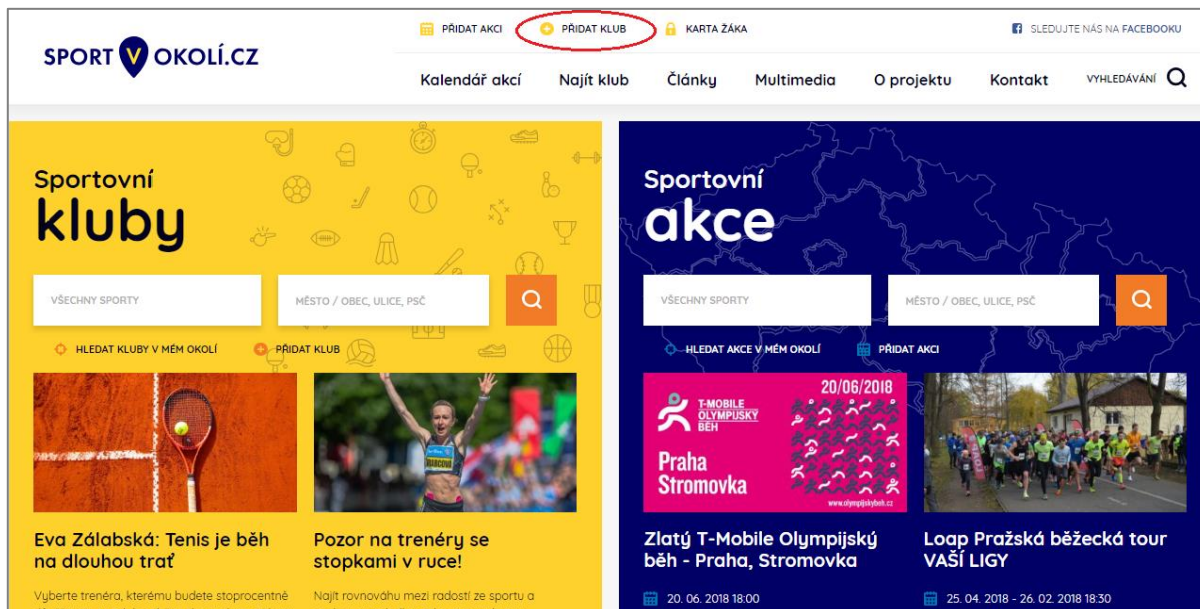 SPORT V OKOLÍ.CZ
PŘIDAT AKCI
PŘIDAT KLUB
KARTA ŽÁKA
SLEDUJTE NÁS NA FACEBOOKU
Kalendář akcí
Najít klub
Články
Multimedia
O projektu
Kontakt
VYHLEDÁVÁNÍ
Sportovní
kluby
VŠECHNY SPORTY
MĚSTO / OBEC, ULICE, PSČ
HLEDAT KLUBY V MÉM OKOLÍ
PŘIDAT KLUB
Eva Zálabská: Tenis je běh
na dlouhou trať
Vyberte trenéra, kterému budete stoprocentně
Pozor na trenéry se
stopkami v ruce!
Najít rovnováhu mezi radostí ze sportu a
Sportovní
akce
VŠECHNY SPORTY
MĚSTO / OBEC, ULICE, PSČ
HLEDAT AKCE V MÉM OKOLÍ
PŘIDAT AKCI
20/06/2018
T-MOBILE
OLYMPIJSKÝ
BĚH
Praha
Stromovka
www.olympijskybeh.cz
Zlatý T-Mobile Olympijský
běh - Praha, Stromovka
20. 06. 2018 18:00
Loap Pražská běžecká tour
VAŠÍ LIGY
25. 04. 2018 - 26. 02. 2018 18:30